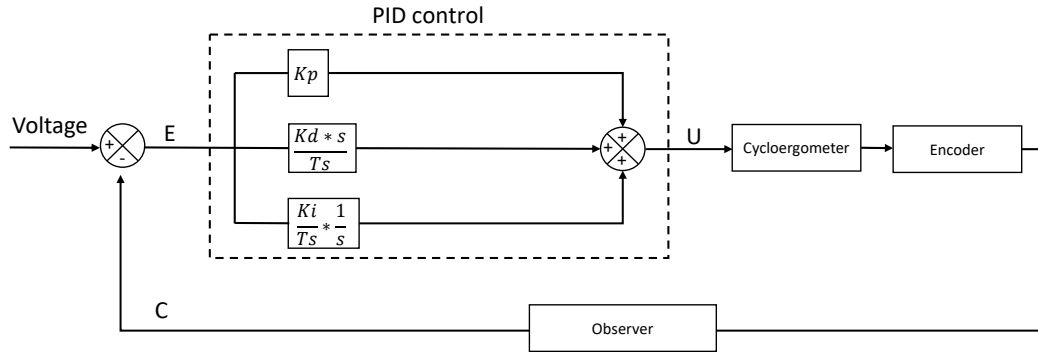 PID control
Kp
Voltage
+
-
E
Kd * s
Ts
+
+
+
U
Cycloergometer
Encoder
Ki
Ts
*
1
s
C
Observer